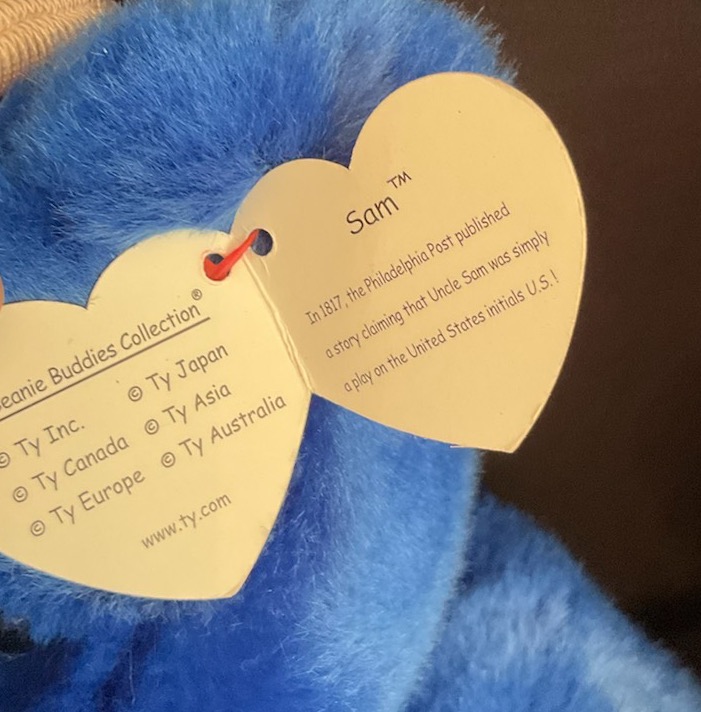 eanie Buddies Collection®
© Ty Inc. © Ty Japan
© Ty Canada © Ty Asia
© Ty Europe © Ty Australia
www.ty.com
Sam™
In 1817, the Philadelphia Post published
a story claiming that Uncle Sam was simply
a play on the United States initials U.S.!